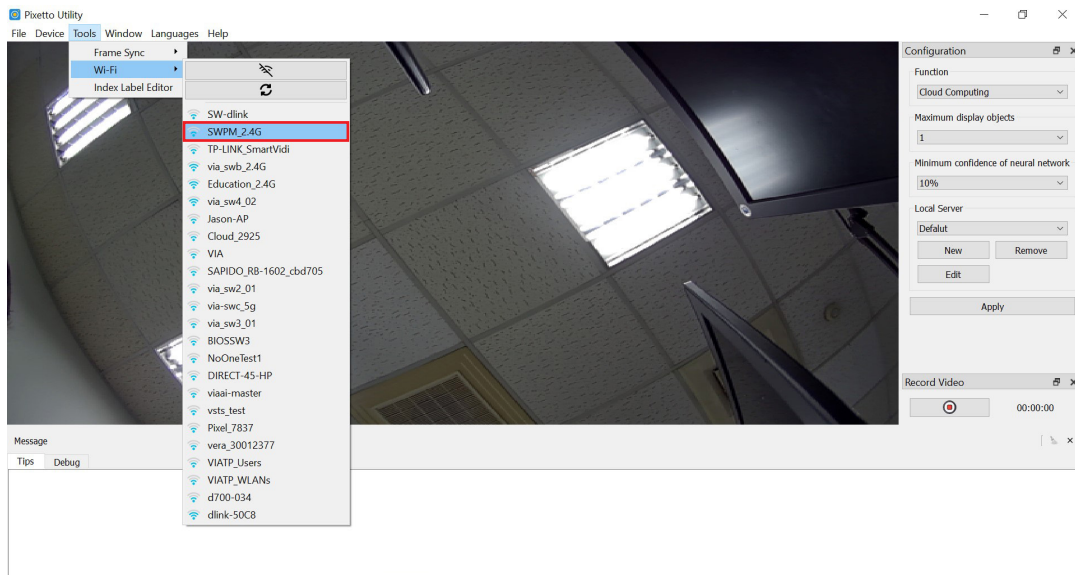 Pixetto Utility
File Device Tools Window Languages Help
Frame Sync
Wi-Fi
Index Label Editor
SW-dlink
SWPM_2.4G
TP-LINK_SmartVidi
via_swb_2.4G
Education_2.4G
via_sw4_02
Jason-AP
Cloud_2925
VIA
SAPIDO_RB-1602_cbd705
via_sw2_01
via-swc_5g
via_sw3_01
BIOSSW3
NoOneTest1
DIRECT-45-HP
viaai-master
vsts_test
Pixel_7837
vera_30012377
VIATP_Users
VIATP_WLANs
d700-034
dlink-50C8
Configuration
Function
Cloud Computing
Maximum display objects
1
Minimum confidence of neural network
10%
Local Server
Defalut
New Remove
Edit
Apply
Record Video
00:00:00
Message
Tips Debug